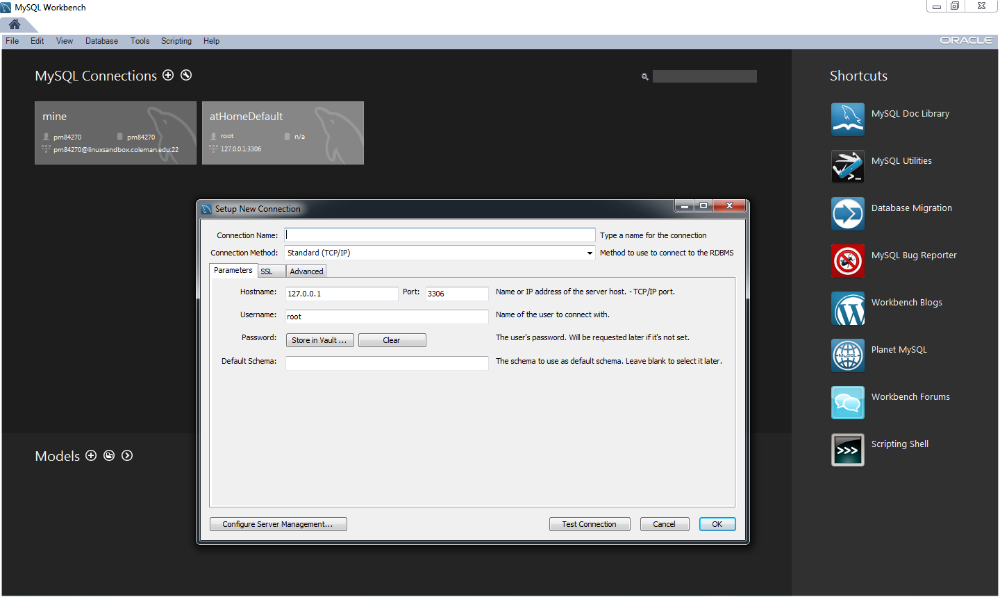 MySQL Workbench
File Edit View Database Tools Scripting Help
ORACLE
MySQL Connections
mine
pm84270 pm84270
pm84270@linuxsandbox.coleman.edu:22
atHomeDefault
root n/a
127.0.0.1:3306
Setup New Connection
Connection Name: Type a name for the connection
Connection Method: Standard (TCP/IP) Method to use to connect to the RDBMS
Parameters SSL Advanced
Hostname: 127.0.0.1 Port: 3306 Name or IP address of the server host. - TCP/IP port.
Username: root Name of the user to connect with.
Password: Store in Vault ... Clear The user's password. Will be requested later if it's not set.
Default Schema: The schema to use as default schema. Leave blank to select it later.
Configure Server Management... Test Connection Cancel OK
Models
Shortcuts
MySQL Doc Library
MySQL Utilities
Database Migration
MySQL Bug Reporter
Workbench Blogs
MySQL
Planet MySQL
Workbench Forums
>>>
Scripting Shell